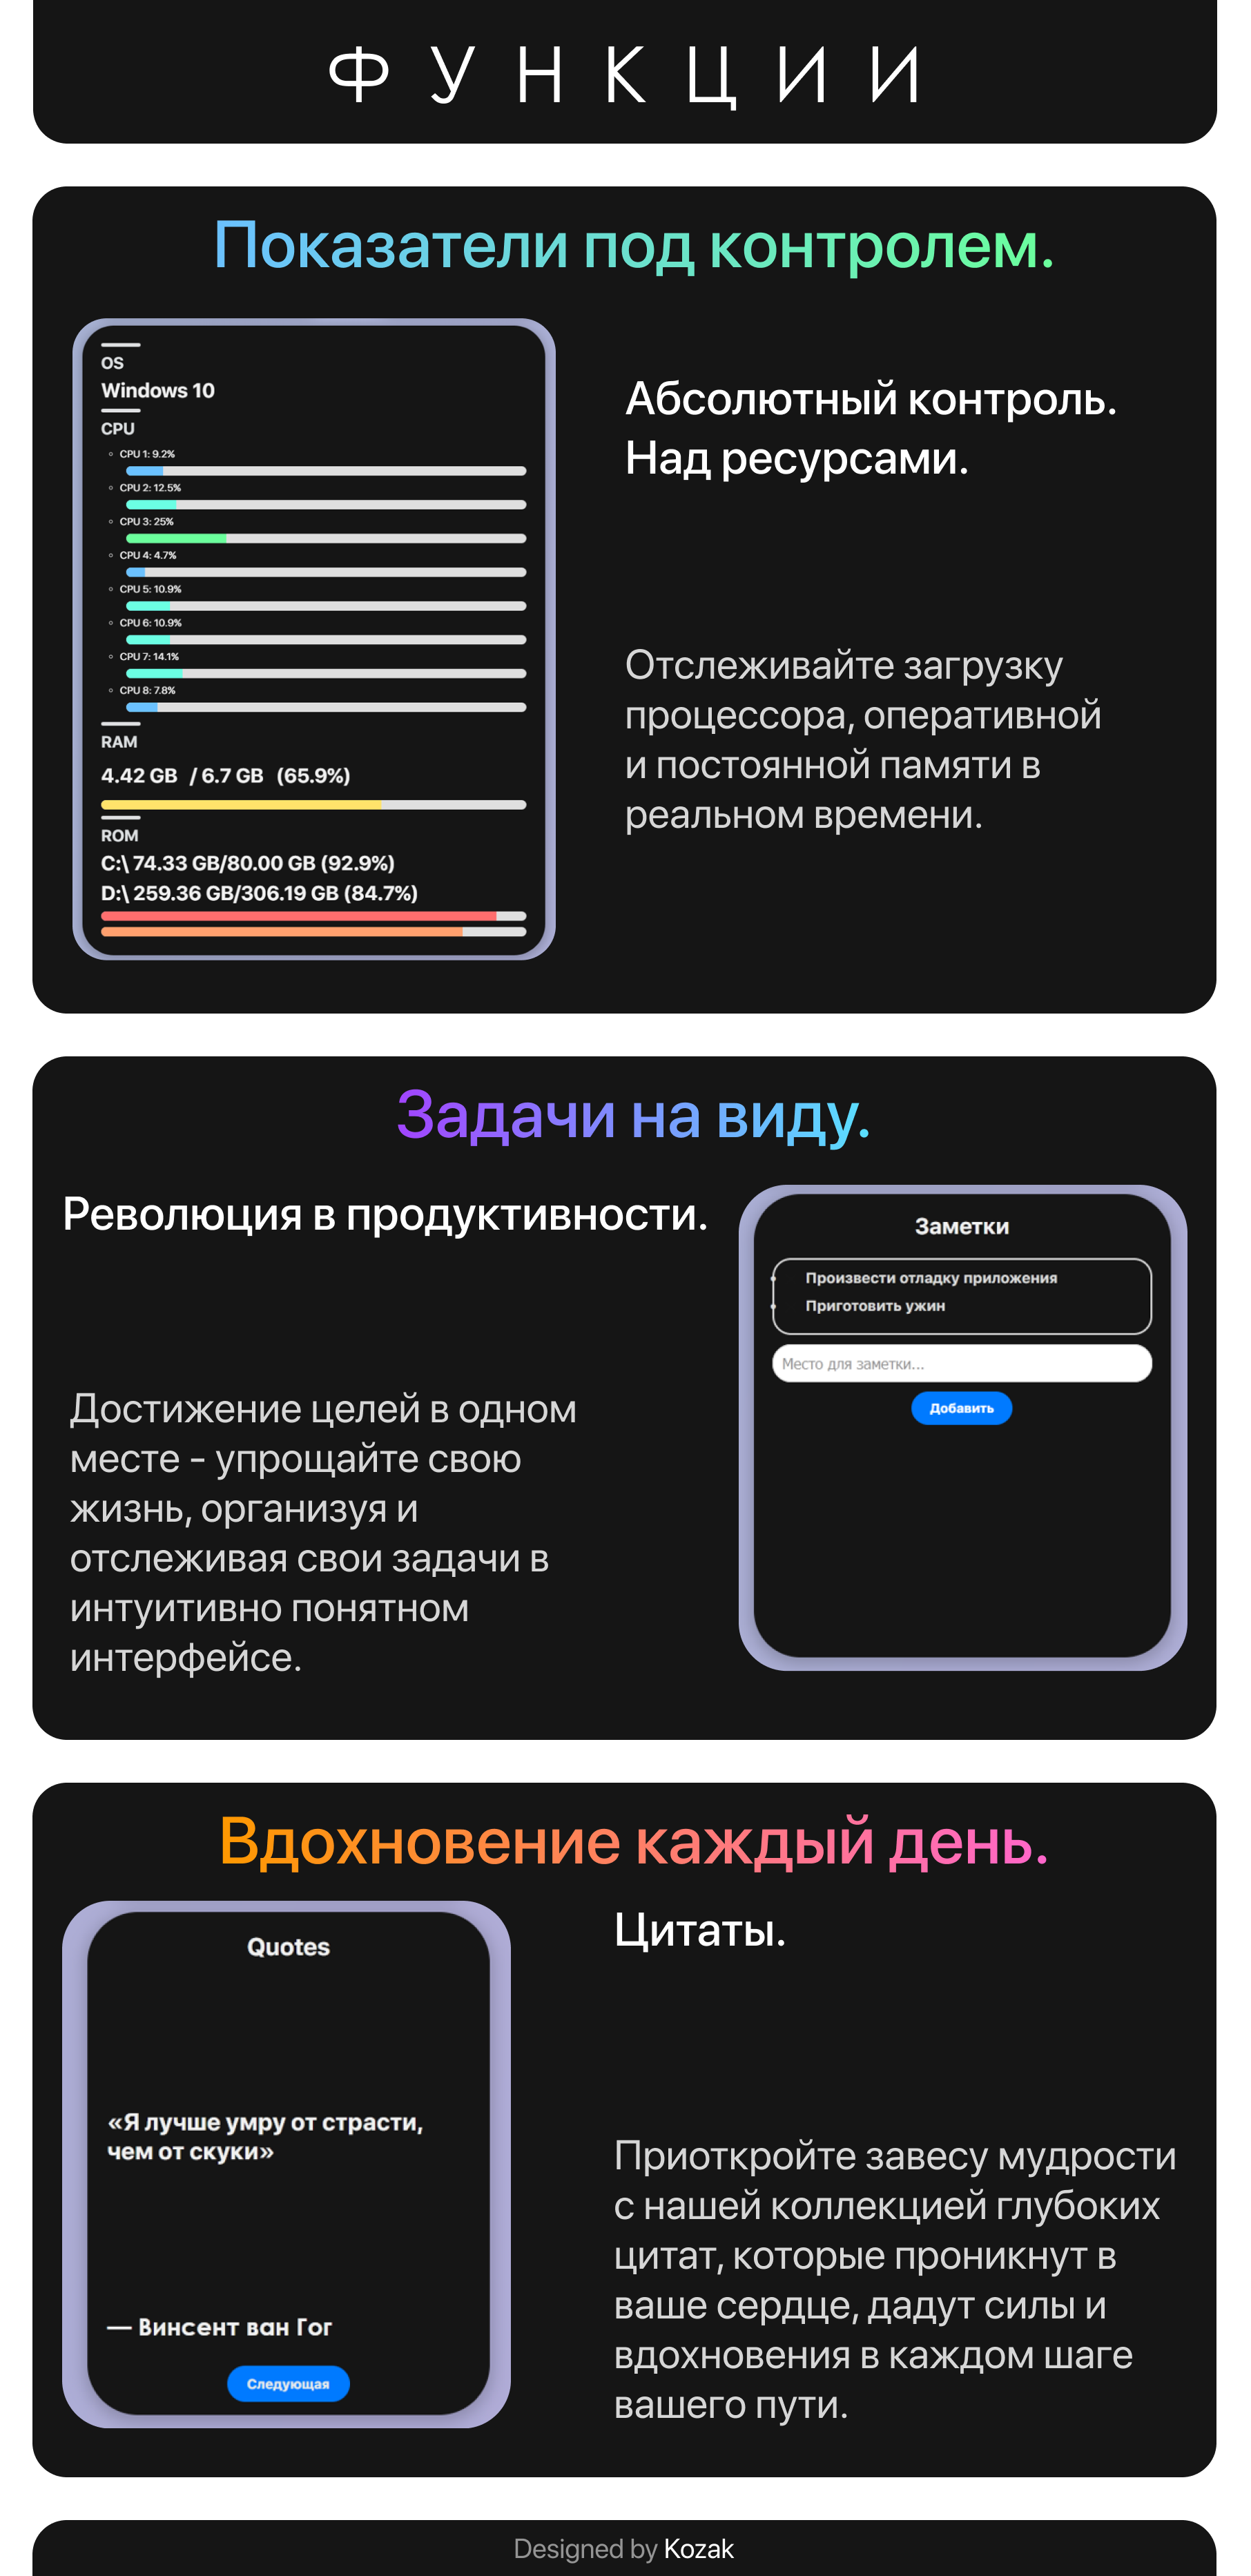 ФУНКЦИИ
Показатели под контролем.
OS
Windows 10
CPU
CPU 1: 9.2%
CPU 2: 12.5%
CPU 3: 25%
CPU 4: 4.7%
CPU 5: 10.9%
CPU 6: 10.9%
CPU 7: 14.1%
CPU 8: 7.8%
RAM
4.42 GB / 6.7 GB (65.9%)
ROM
C:\ 74.33 GB/80.00 GB (92.9%)
D:\ 259.36 GB/306.19 GB (84.7%)
Абсолютный контроль.
Над ресурсами.
Отслеживайте загрузку
процессора, оперативной
и постоянной памяти в
реальном времени.
Задачи на виду.
Революция в продуктивности.
Достижение целей в одном
месте - упрощайте свою
жизнь, организуя и
отслеживая свои задачи в
интуитивно понятном
интерфейсе.
Заметки
Произвести отладку приложения
Приготовить ужин
Место для заметки...
Добавить
Вдохновение каждый день.
Quotes
«Я лучше умру от страсти,
чем от скуки»
— Винсент ван Гог
Следующая
Цитаты.
Приоткройте завесу мудрости
с нашей коллекцией глубоких
цитат, которые проникнут в
ваше сердце, дадут силы и
вдохновения в каждом шаге
вашего пути.
Designed by Kozak